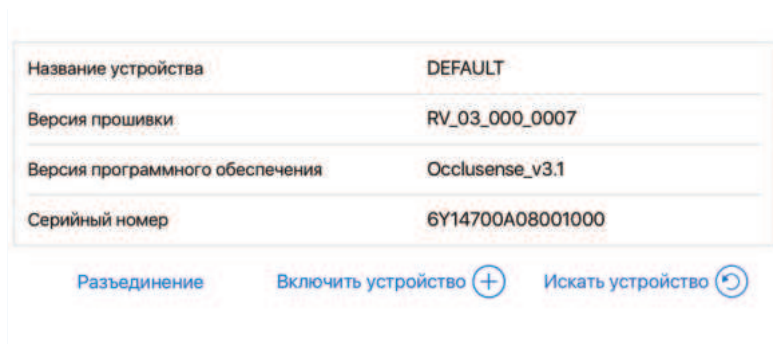 Название устройства DEFAULT
Версия прошивки RV_03_000_0007
Версия программного обеспечения Occlusense_v3.1
Серийный номер 6Y14700A08001000
Разъединение Включить устройство Искать устройство